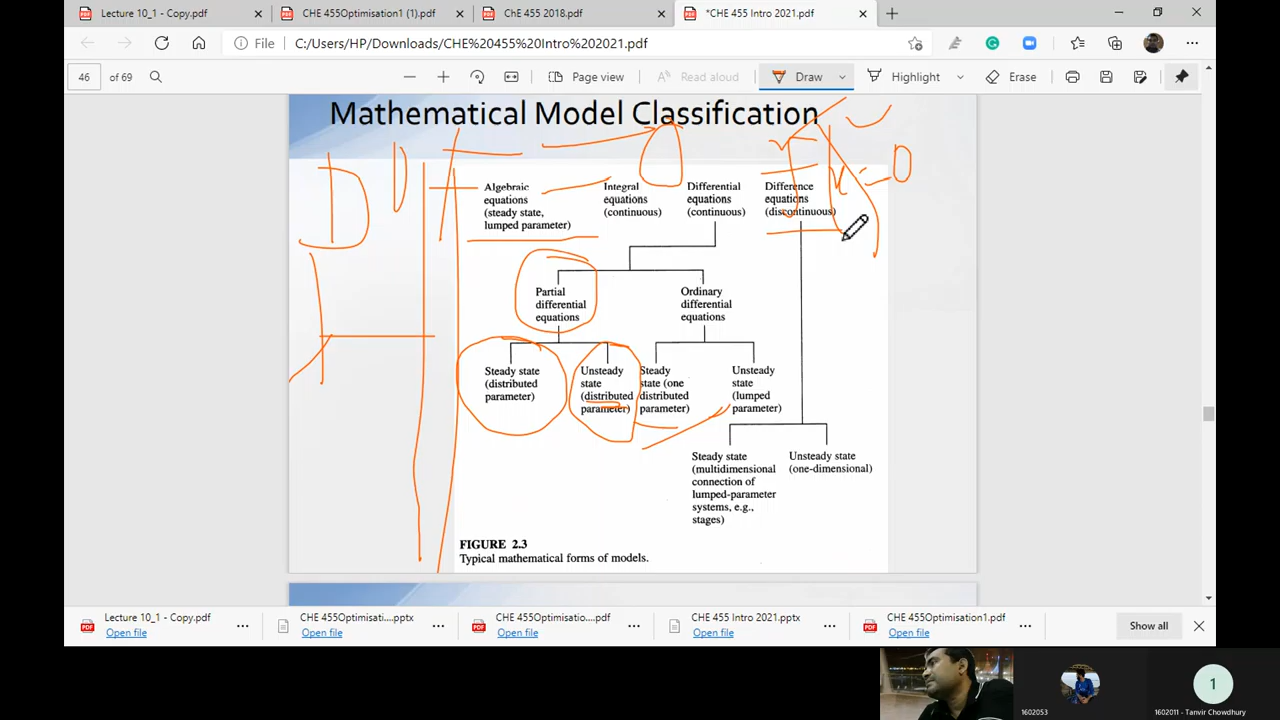 Lecture 10_1 - Copy.pdf
CHE 455Optimisation1 (1).pdf
ChE 455 2018.pdf
*CHE 455 Intro 2021.pdf
File
C:/Users/HP/Downloads/CHE%20455%20Intro%202021.pdf
46 of 69
Page view
Read aloud
Draw
Highlight
Erase
Mathematical Model Classification
Algebraic
equations
(steady state,
lumped parameter)
Integral
equations
(continuous)
Differential
equations
(continuous)
Difference
equations
(discontinuous)
Partial
differential
equations
Ordinary
differential
equations
Steady state
(distributed
parameter)
Unsteady
state
(distributed
parameter)
Steady
state (one
distributed
parameter)
Unsteady
state
(lumped
parameter)
Steady state
(multidimensional
connection of
lumped-parameter
systems, e.g.,
stages)
Unsteady state
(one-dimensional)
FIGURE 2.3
Typical mathematical forms of models.
Lecture 10_1 - Copy.pdf
Open file
CHE 455Optimisati....pptx
Open file
CHE 455Optimisatio....pdf
Open file
CHE 455 Intro 2021.pptx
Open file
CHE 455Optimisation1.pdf
Open file
Show all
1602053
1
1602011 - Tanvir Chowdhury